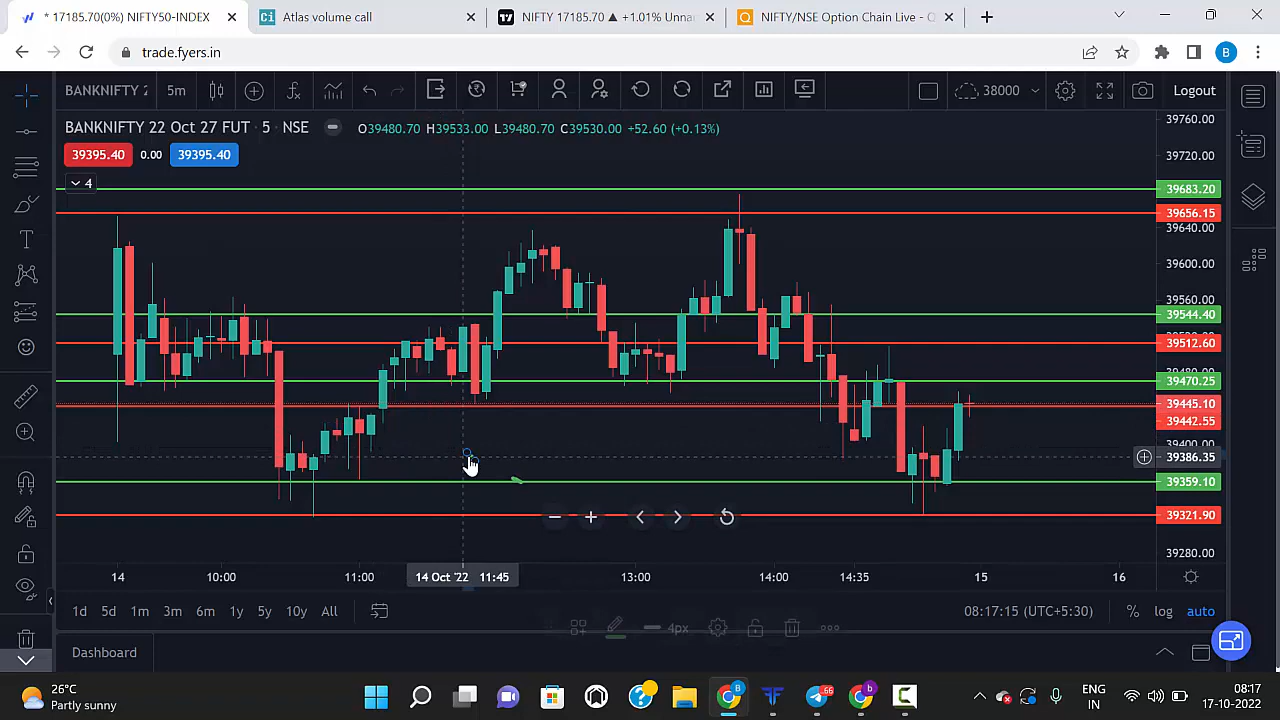 * 17185.70(0%) NIFTY50-INDEX
Atlas volume call
NIFTY 17185.70 ▲ +1.01% Unna
NIFTY/NSE Option Chain Live - O
trade.fyers.in
B
BANKNIFTY 2
5m
38000
Logout
BANKNIFTY 22 Oct 27 FUT · 5 · NSE
O39480.70 H39533.00 L39480.70 C39530.00 +52.60 (+0.13%)
39395.40
0.00
39395.40
4
39760.00
39720.00
39683.20
39656.15
39640.00
39600.00
39560.00
39544.40
39512.60
39470.25
39445.10
39442.55
39400.00
39386.35
39359.10
39321.90
39280.00
14
10:00
11:00
14 Oct '22 11:45
13:00
14:00
14:35
15
16
4px
1d 5d 1m 3m 6m 1y 5y 10y All
08:17:15 (UTC+5:30)
% log auto
Dashboard
26°C
Partly sunny
66
ENG
IN
08:17
17-10-2022